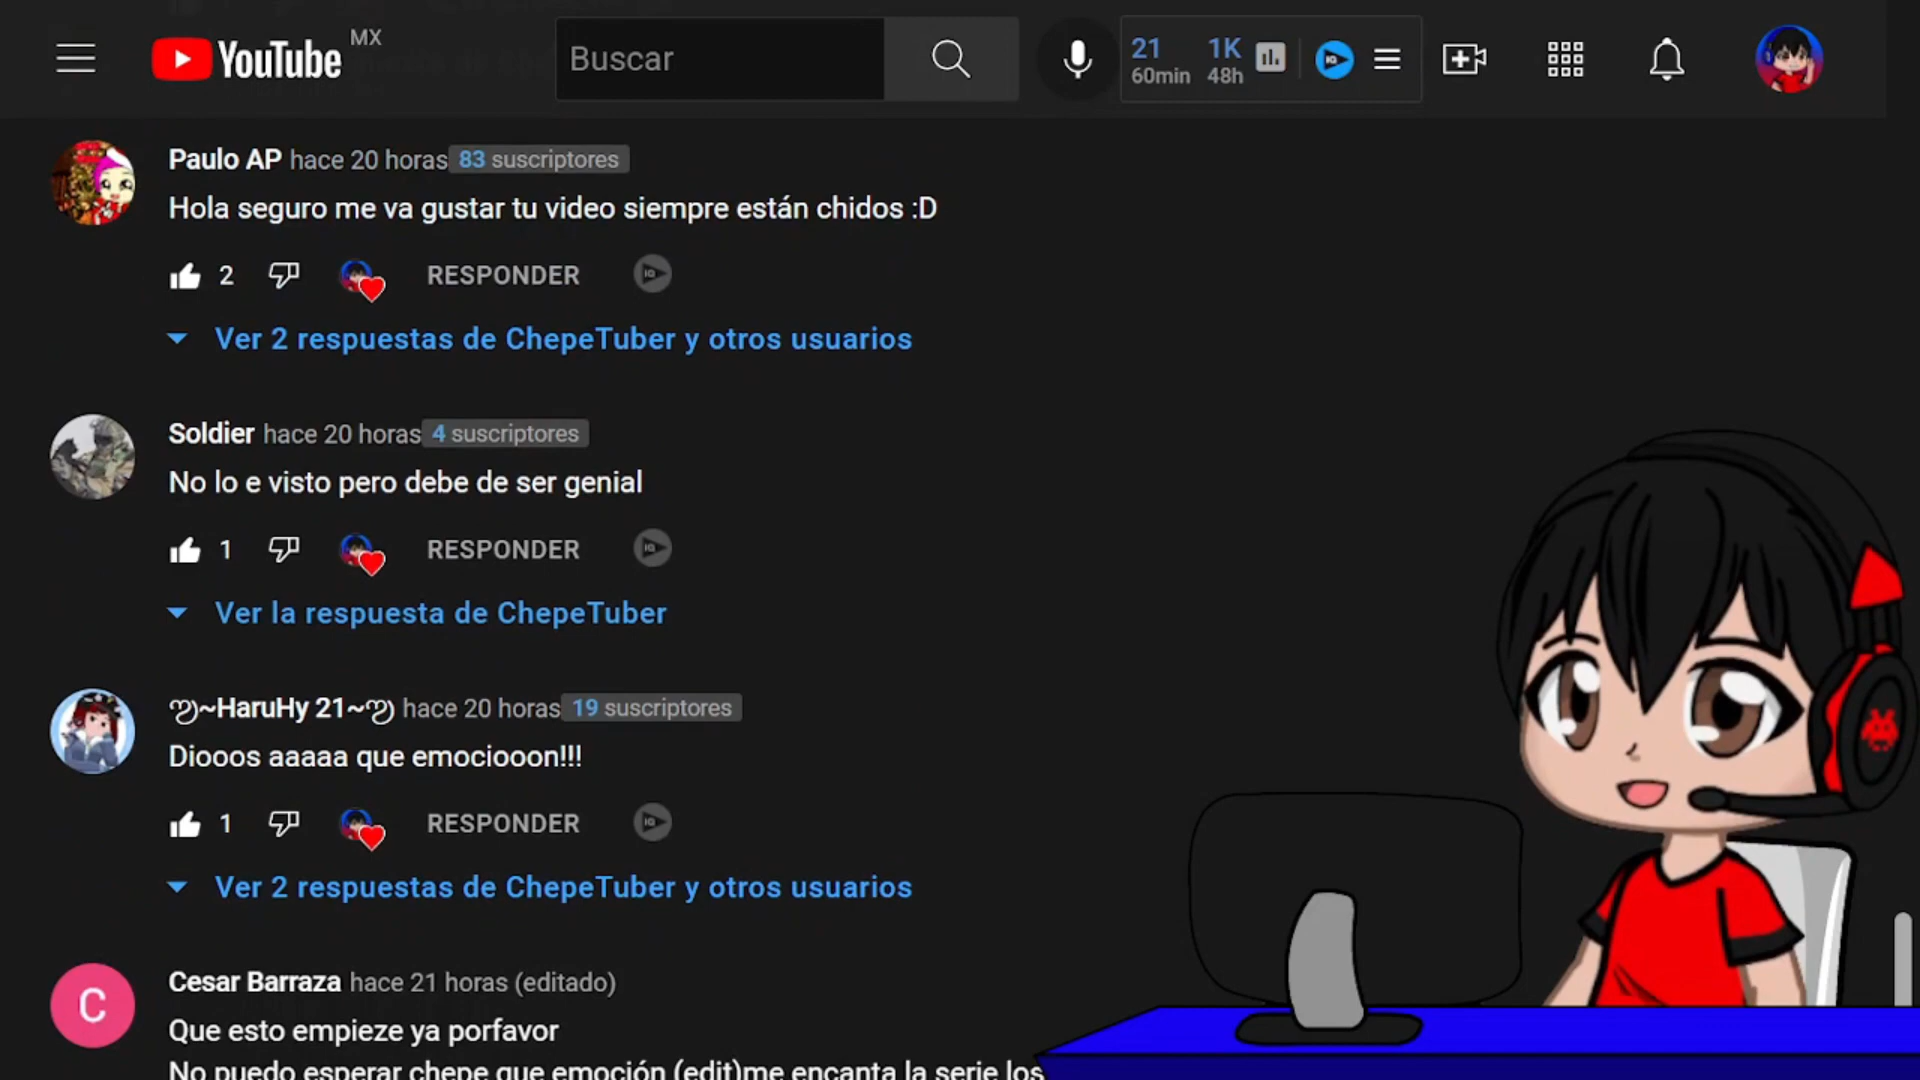 YouTube MX
Buscar
21 1K
60min 48h
Paulo AP hace 20 horas 83 suscriptores
Hola seguro me va gustar tu video siempre están chidos :D
2 RESPONDER
Ver 2 respuestas de ChepeTuber y otros usuarios
Soldier hace 20 horas 4 suscriptores
No lo e visto pero debe de ser genial
1 RESPONDER
Ver la respuesta de ChepeTuber
~HaruHy 21~ hace 20 horas 19 suscriptores
Diooos aaaaa que emociooon!!!
1 RESPONDER
Ver 2 respuestas de ChepeTuber y otros usuarios
C
Cesar Barraza hace 21 horas (editado)
Que esto empieze ya porfavor
No puedo esperar chepe que emoción (edit)me encanta la serie los